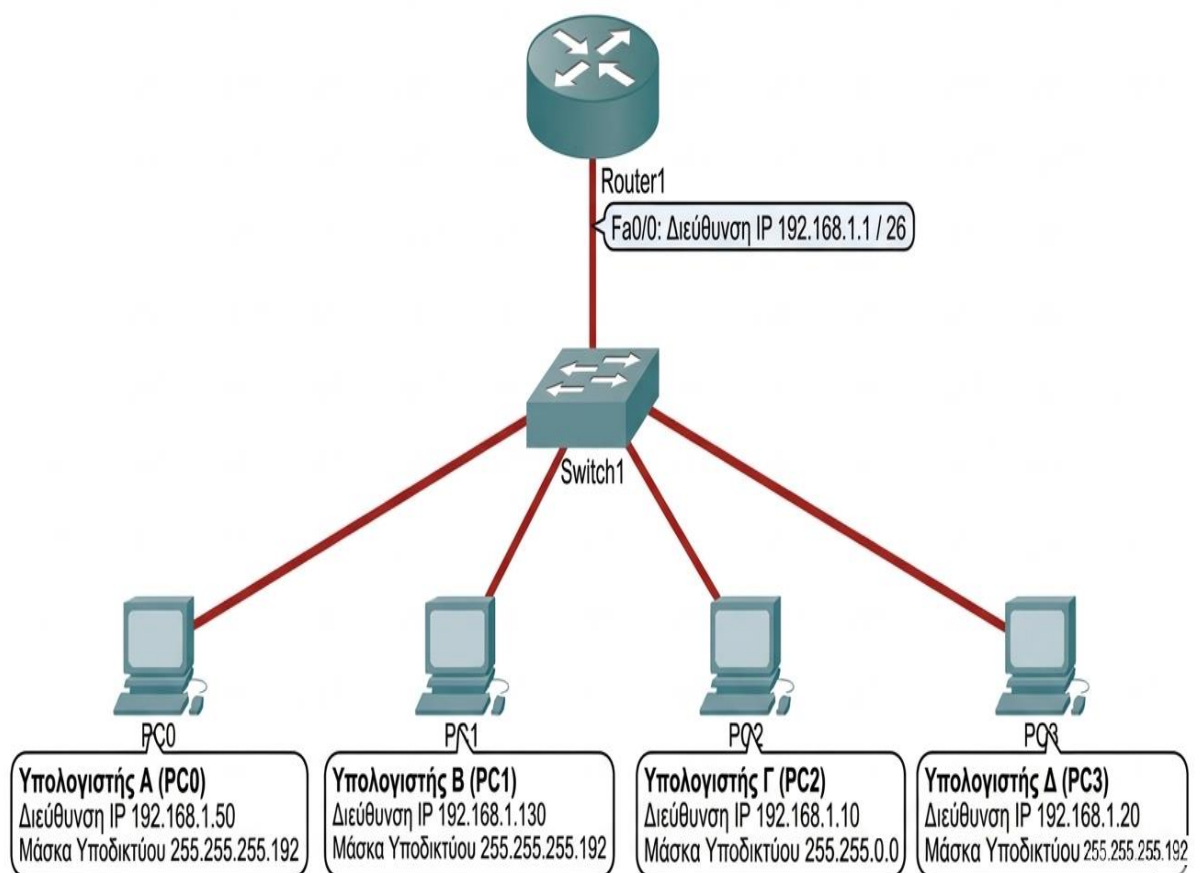 Router1
Fa0/0: Διεύθυνση IP 192.168.1.1 / 26
Switch1
PC0
PC1
PC2
PC3
Υπολογιστής Α (PC0)
Διεύθυνση IP 192.168.1.50
Μάσκα Υποδικτύου 255.255.255.192
Υπολογιστής Β (PC1)
Διεύθυνση IP 192.168.1.130
Μάσκα Υποδικτύου 255.255.255.192
Υπολογιστής Γ (PC2)
Διεύθυνση IP 192.168.1.10
Μάσκα Υποδικτύου 255.255.0.0
Υπολογιστής Δ (PC3)
Διεύθυνση IP 192.168.1.20
Μάσκα Υποδικτύου 255.255.255.192